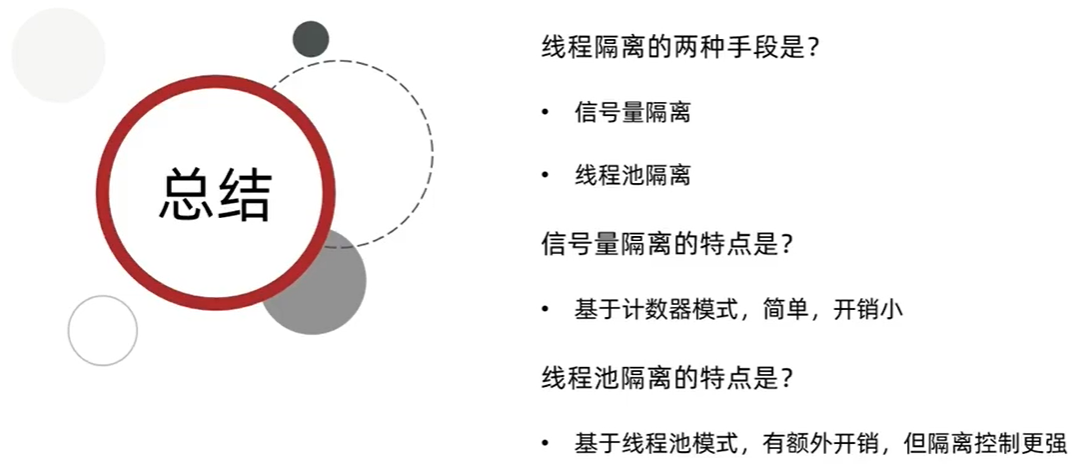 总结
线程隔离的两种手段是？
• 信号量隔离
• 线程池隔离
信号量隔离的特点是？
• 基于计数器模式，简单，开销小
线程池隔离的特点是？
• 基于线程池模式，有额外开销，但隔离控制更强